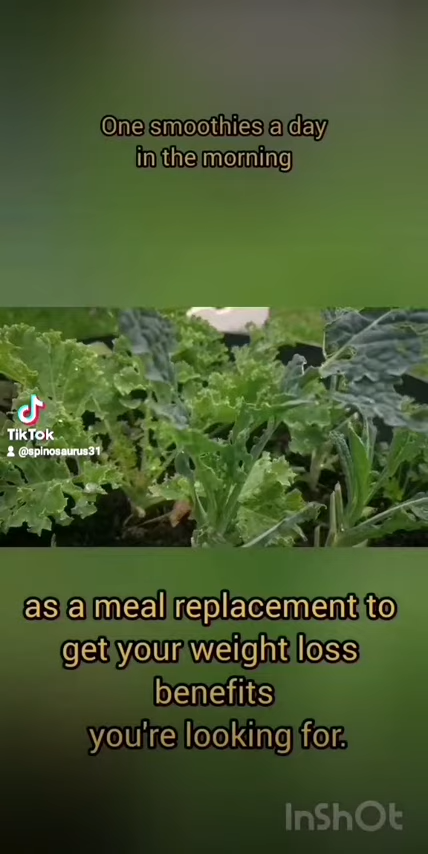 One smoothies a day
in the morning
TikTok
@spinosaurus31
as a meal replacement to
get your weight loss
benefits
you're looking for.
InShOt